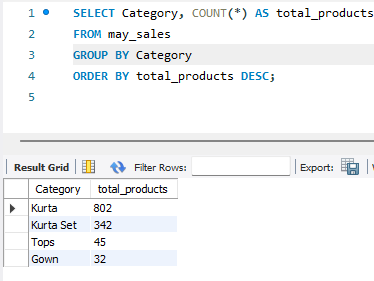 1 SELECT Category, COUNT(*) AS total_products
2 FROM may_sales
3 GROUP BY Category
4 ORDER BY total_products DESC;
5
Result Grid Filter Rows: Export:
Category total_products
Kurta 802
Kurta Set 342
Tops 45
Gown 32